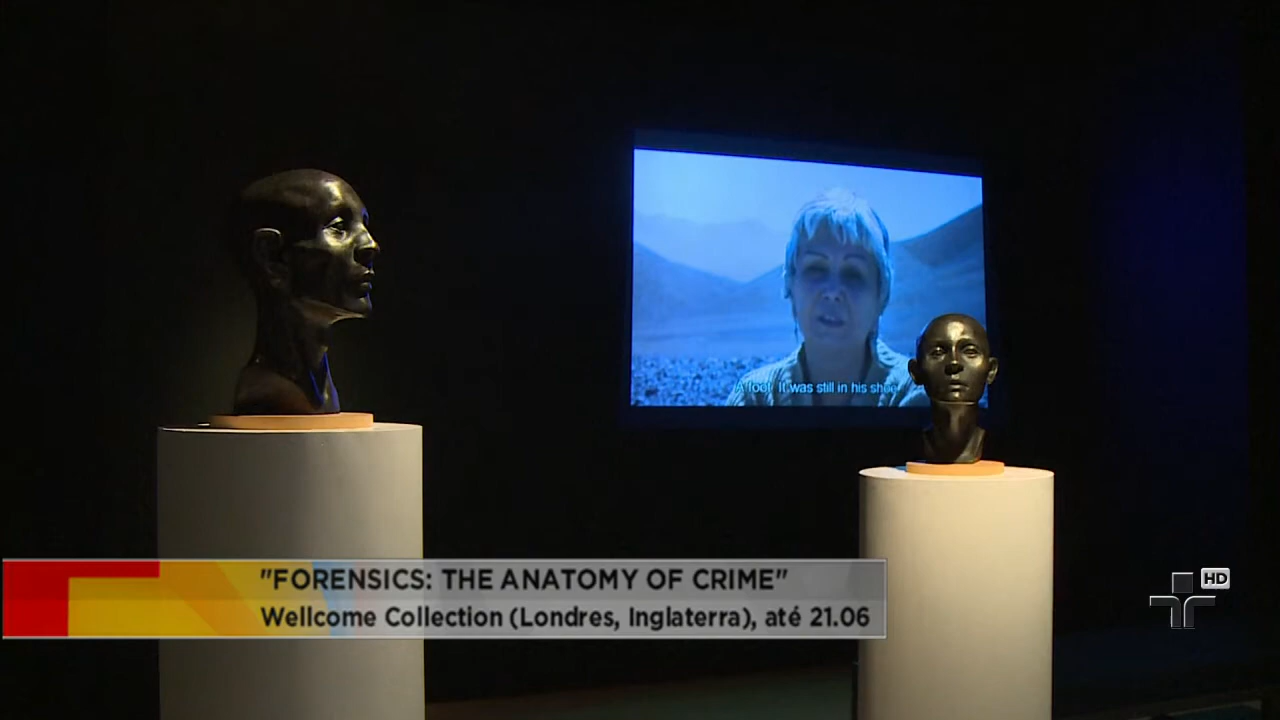 A foot. It was still in his shoe
"FORENSICS: THE ANATOMY OF CRIME"
Wellcome Collection (Londres, Inglaterra), até 21.06
HD